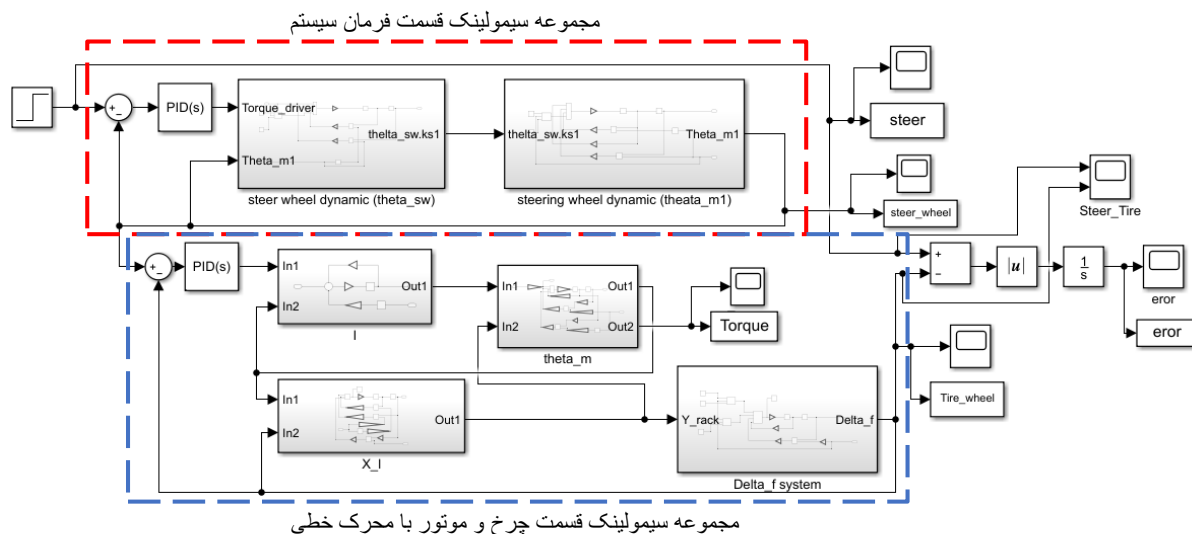 مجموعه سیمولینک قسمت فرمان سیستم
PID(s)
Torque_driver
thelta_sw.ks1
Theta_m1
steer wheel dynamic (theta_sw)
thelta_sw.ks1
Theta_m1
steering wheel dynamic (theata_m1)
steer
steer_wheel
Steer_Tire
PID(s)
In1
In2
Out1
I
In1
In2
Out1
Out2
theta_m
Torque
+
−
|u|
1
s
eror
eror
In1
In2
Out1
X_I
Y_rack
Delta_f
Delta_f system
Tire_wheel
مجموعه سیمولینک قسمت چرخ و موتور با محرک خطی